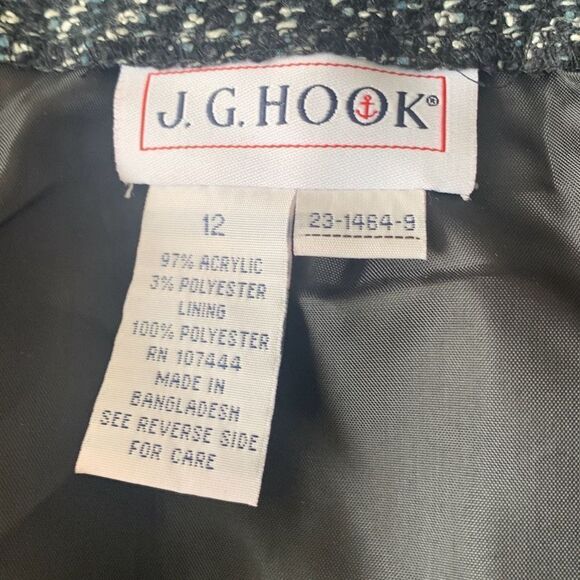 J. G. HOOK®
12
23-1464-9
97% ACRYLIC
3% POLYESTER
LINING
100% POLYESTER
RN 107444
MADE IN
BANGLADESH
SEE REVERSE SIDE
FOR CARE